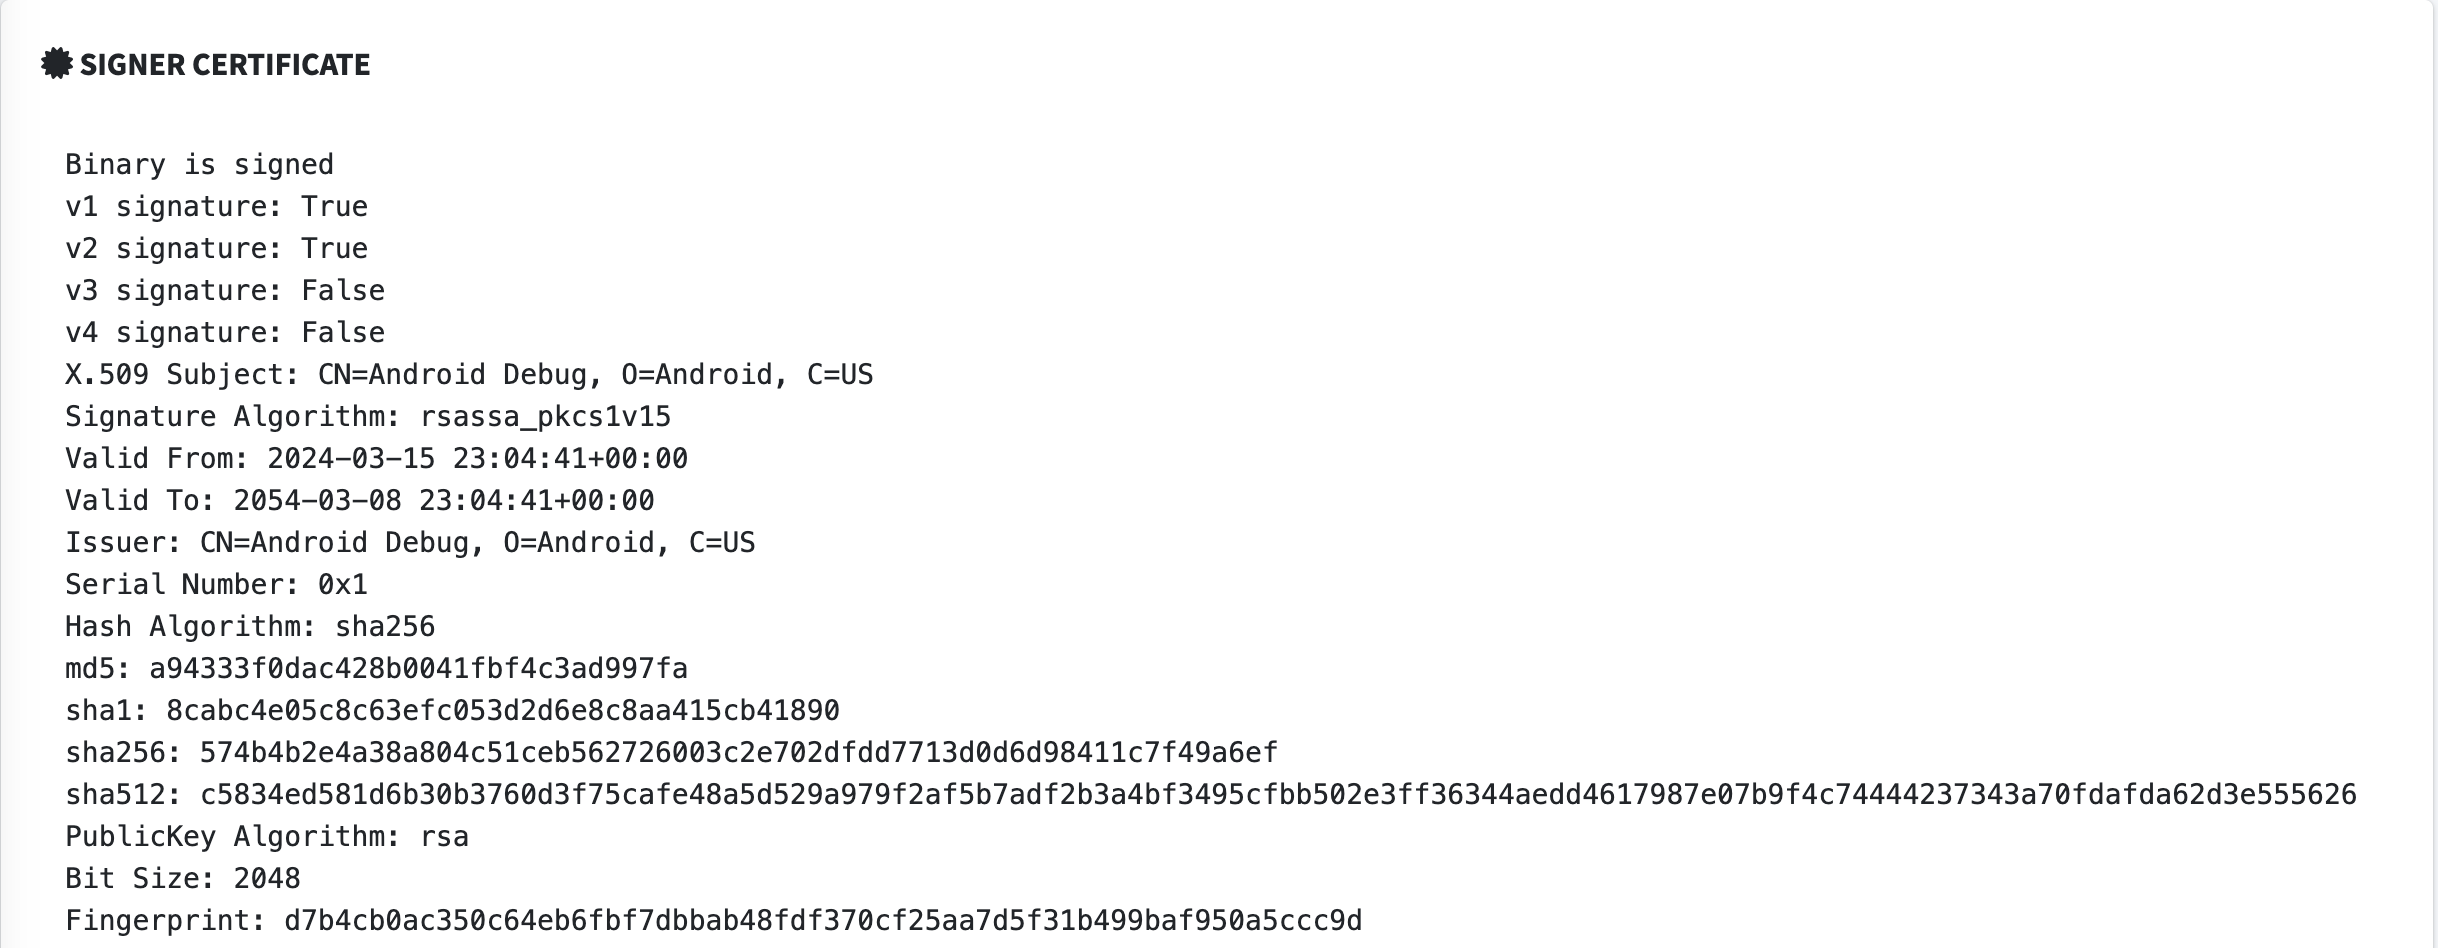 SIGNER CERTIFICATE
Binary is signed
v1 signature: True
v2 signature: True
v3 signature: False
v4 signature: False
X.509 Subject: CN=Android Debug, O=Android, C=US
Signature Algorithm: rsassa_pkcs1v15
Valid From: 2024-03-15 23:04:41+00:00
Valid To: 2054-03-08 23:04:41+00:00
Issuer: CN=Android Debug, O=Android, C=US
Serial Number: 0x1
Hash Algorithm: sha256
md5: a94333f0dac428b0041fbf4c3ad997fa
sha1: 8cabc4e05c8c63efc053d2d6e8c8aa415cb41890
sha256: 574b4b2e4a38a804c51ceb562726003c2e702dfdd7713d0d6d98411c7f49a6ef
sha512: c5834ed581d6b30b3760d3f75cafe48a5d529a979f2af5b7adf2b3a4bf3495cfbb502e3ff36344aedd4617987e07b9f4c74444237343a70fdafda62d3e555626
PublicKey Algorithm: rsa
Bit Size: 2048
Fingerprint: d7b4cb0ac350c64eb6fbf7dbbab48fdf370cf25aa7d5f31b499baf950a5ccc9d